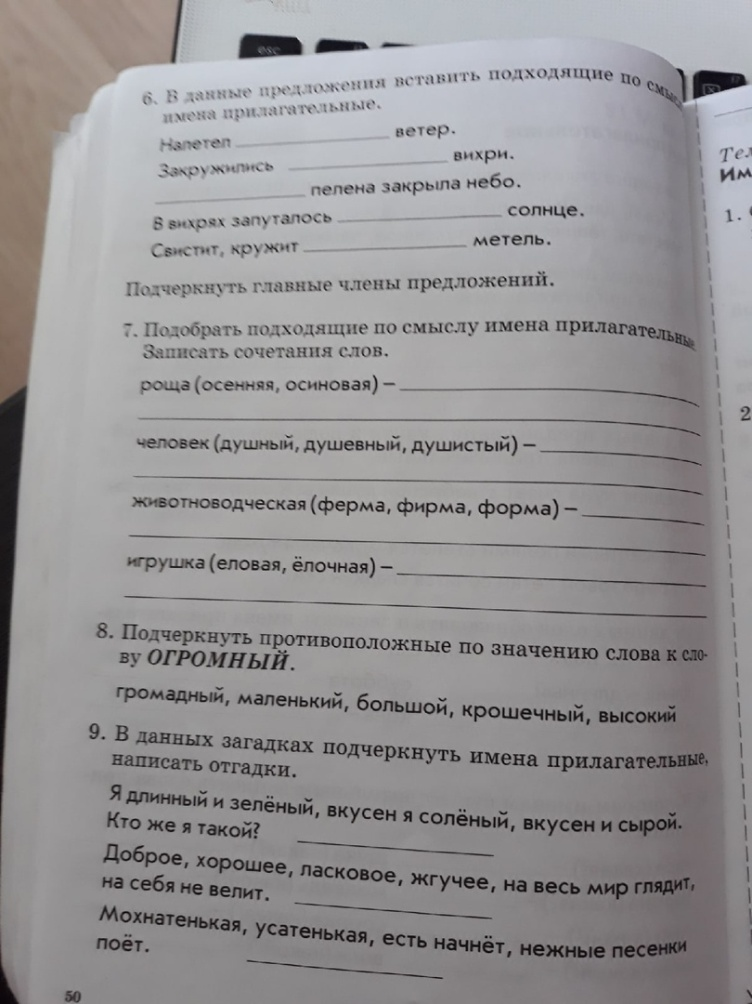 esc
6. В данные предложения вставить подходящие по смыс
имена прилагательные.
Налетел ветер.
Закружились вихри.
пелена закрыла небо.
В вихрях запуталось солнце.
Свистит, кружит метель.
Подчеркнуть главные члены предложений.
7. Подобрать подходящие по смыслу имена прилагательные.
Записать сочетания слов.
роща (осенняя, осиновая) –
человек (душный, душевный, душистый) –
животноводческая (ферма, фирма, форма) –
игрушка (еловая, ёлочная) –
8. Подчеркнуть противоположные по значению слова к сло-
ву ОГРОМНЫЙ.
громадный, маленький, большой, крошечный, высокий
9. В данных загадках подчеркнуть имена прилагательные,
написать отгадки.
Я длинный и зелёный, вкусен я солёный, вкусен и сырой.
Кто же я такой?
Доброе, хорошее, ласковое, жгучее, на весь мир глядит,
на себя не велит.
Мохнатенькая, усатенькая, есть начнёт, нежные песенки
поёт.
50
Тел
Им
1.
2